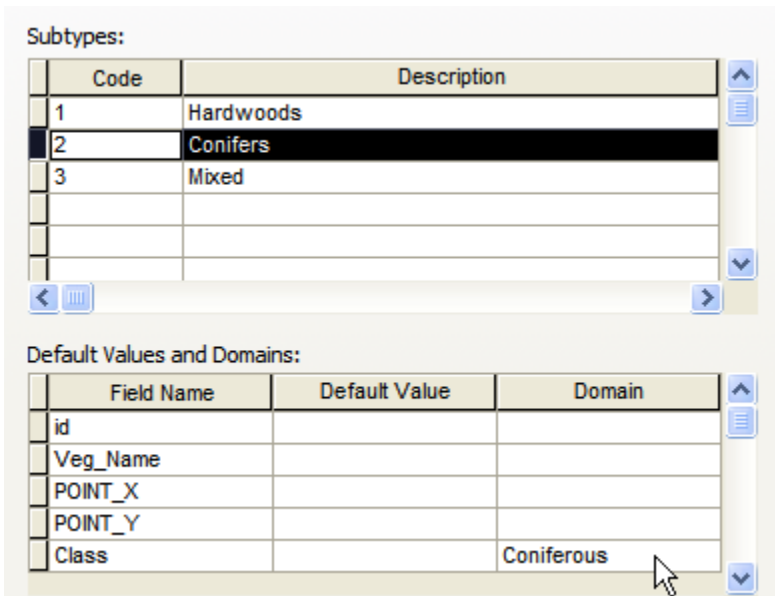 Subtypes:
Code Description
1 Hardwoods
2 Conifers
3 Mixed
Default Values and Domains:
Field Name Default Value Domain
id
Veg_Name
POINT_X
POINT_Y
Class Coniferous